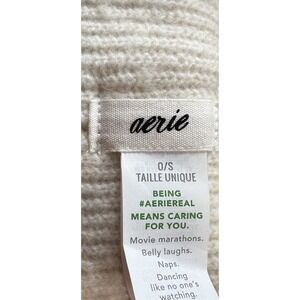 aerie
O/S
TAILLE UNIQUE
BEING
#AERIEREAL
MEANS CARING
FOR YOU.
Movie marathons.
Belly laughs.
Naps.
Dancing
like no one's
watching.